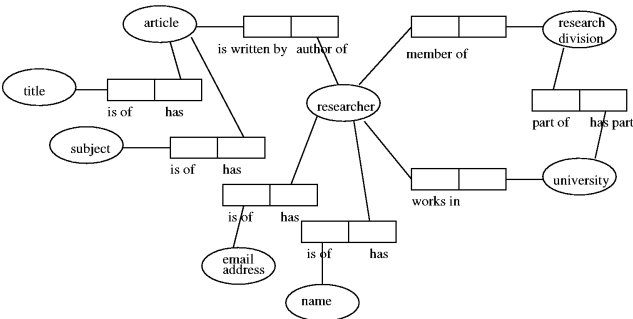 article
is written by author of
member of
research
division
title
is of has
researcher
part of has part
subject
is of has
is of has
works in
university
is of has
email
address
name